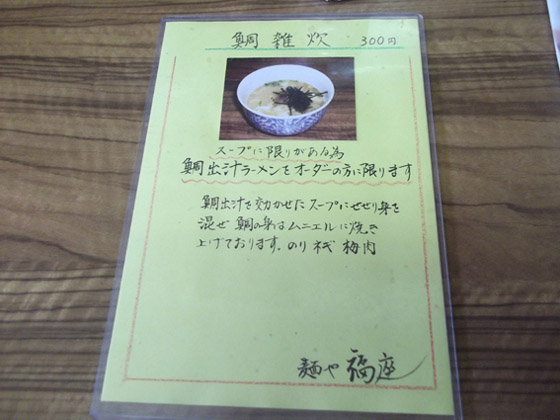 鯛 雑 炊 300円
スープに限りがある為
鯛出汁ラーメンをオーダーの方に限ります
鯛出汁を効かせた スープにせせり身を
混ぜ 鯛の身はムニエルに焼き
上げております、のり ネギ 梅肉
麺や 福座